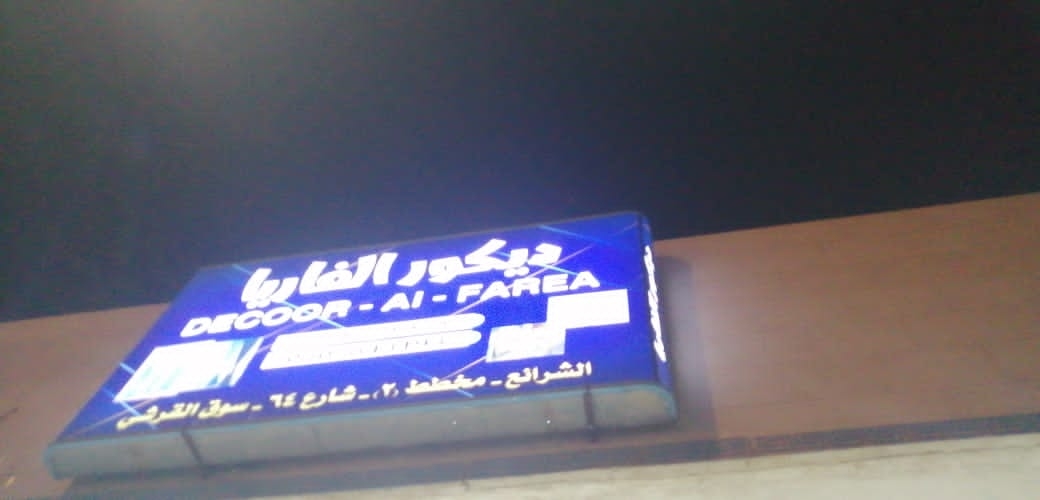 ديكور الفاريا
DECOOR - Al - FAREA
الشرائع - مخطط (٢) - شارع ٦٤ - سوق القرشي